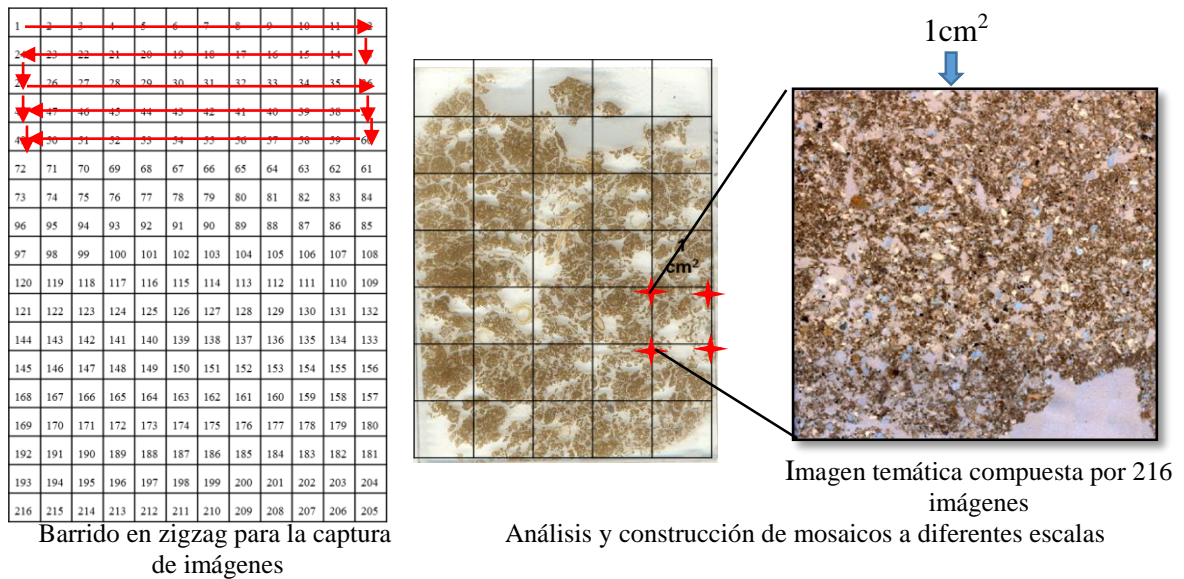 1 2 3 4 5 6 7 8 9 10 11
23 22 21 20 19 18 17 16 15 14
26 27 28 29 30 31 32 33 34 35
47 46 45 44 43 42 41 40 39 38
50 51 52 53 54 55 56 57 58 59
72 71 70 69 68 67 66 65 64 63 62 61
73 74 75 76 77 78 79 80 81 82 83 84
96 95 94 93 92 91 90 89 88 87 86 85
97 98 99 100 101 102 103 104 105 106 107 108
120 119 118 117 116 115 114 113 112 111 110 109
121 122 123 124 125 126 127 128 129 130 131 132
144 143 142 141 140 139 138 137 136 135 134 133
145 146 147 148 149 150 151 152 153 154 155 156
168 167 166 165 164 163 162 161 160 159 158 157
169 170 171 172 173 174 175 176 177 178 179 180
192 191 190 189 188 187 186 185 184 183 182 181
193 194 195 196 197 198 199 200 201 202 203 204
216 215 214 213 212 211 210 209 208 207 206 205
Barrido en zigzag para la captura
de imágenes
1
cm²
1cm²
Imagen temática compuesta por 216
imágenes
Análisis y construcción de mosaicos a diferentes escalas